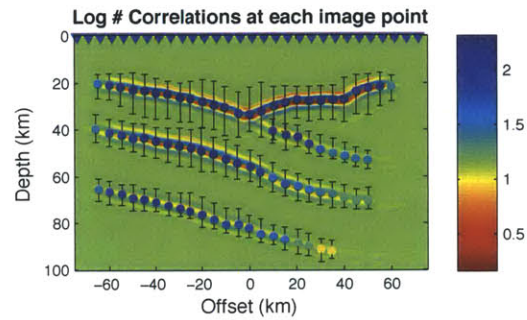 Log # Correlations at each image point
0
20
40
60
80
100
Depth (km)
−60 −40 −20 0 20 40 60
Offset (km)
2
1.5
1
0.5